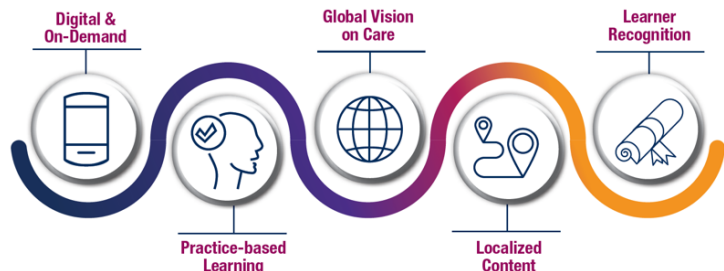 Digital &
On-Demand
Practice-based
Learning
Global Vision
on Care
Localized
Content
Learner
Recognition